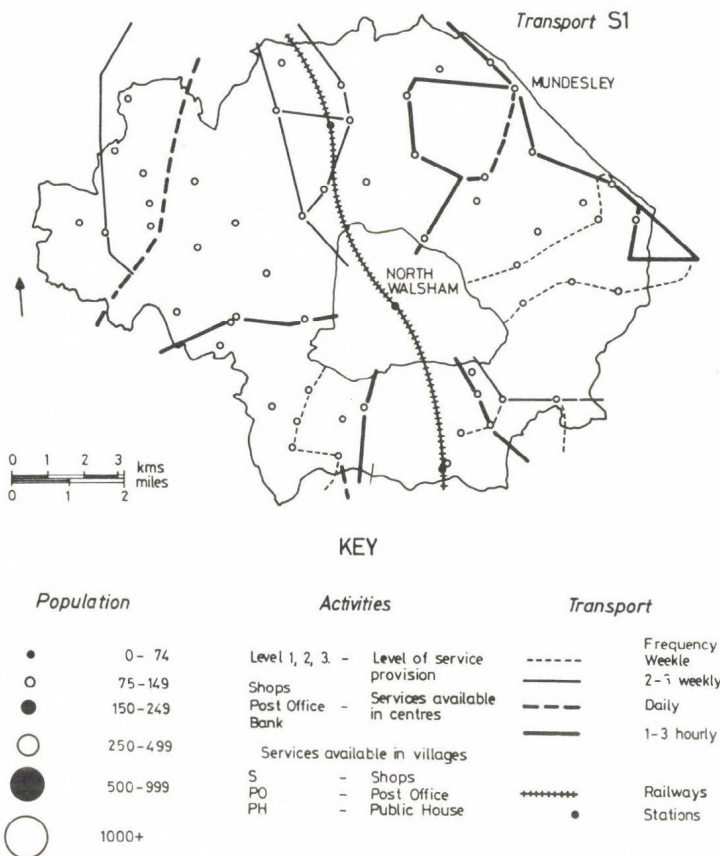 Transport S1
MUNDESLEY
NORTH
WALSHAM
0 1 2 3 kms
0 1 2 miles
KEY
Population
0 - 74
75-149
150-249
250-499
500-999
1000+
Activities
Level 1, 2, 3. - Level of service
provision
Shops
Post Office - Services available
Bank in centres
Services available in villages
S - Shops
PO - Post Office
PH - Public House
Transport
Frequency
Weekle
weekly
Daily
1-3 hourly
Railways
Stations